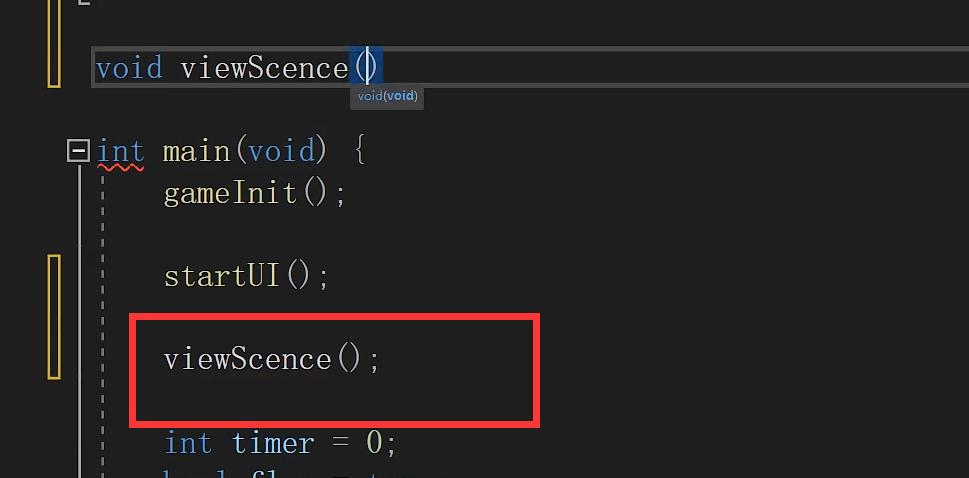 void viewScence()
void(void)
int main(void) {
gameInit();
startUI();
viewScence();
int timer = 0;